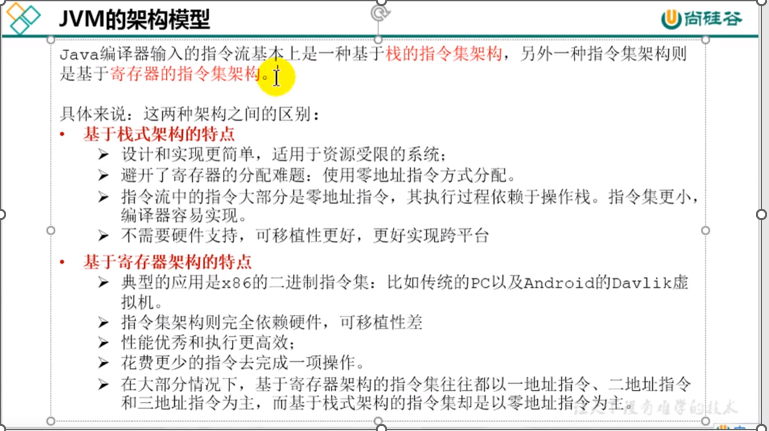 JVM的架构模型
尚硅谷
Java编译器输入的指令流基本上是一种基于栈的指令集架构，另外一种指令集架构则
是基于寄存器的指令集架构。
具体来说：这两种架构之间的区别：
• 基于栈式架构的特点
➢ 设计和实现更简单，适用于资源受限的系统；
➢ 避开了寄存器的分配难题：使用零地址指令方式分配。
➢ 指令流中的指令大部分是零地址指令，其执行过程依赖于操作栈。指令集更小，
编译器容易实现。
➢ 不需要硬件支持，可移植性更好，更好实现跨平台
• 基于寄存器架构的特点
➢ 典型的应用是x86的二进制指令集：比如传统的PC以及Android的Davlik虚
拟机。
➢ 指令集架构则完全依赖硬件，可移植性差
➢ 性能优秀和执行更高效；
➢ 花费更少的指令去完成一项操作。
➢ 在大部分情况下，基于寄存器架构的指令集往往都以一地址指令、二地址指令
和三地址指令为主，而基于栈式架构的指令集却是以零地址指令为主。